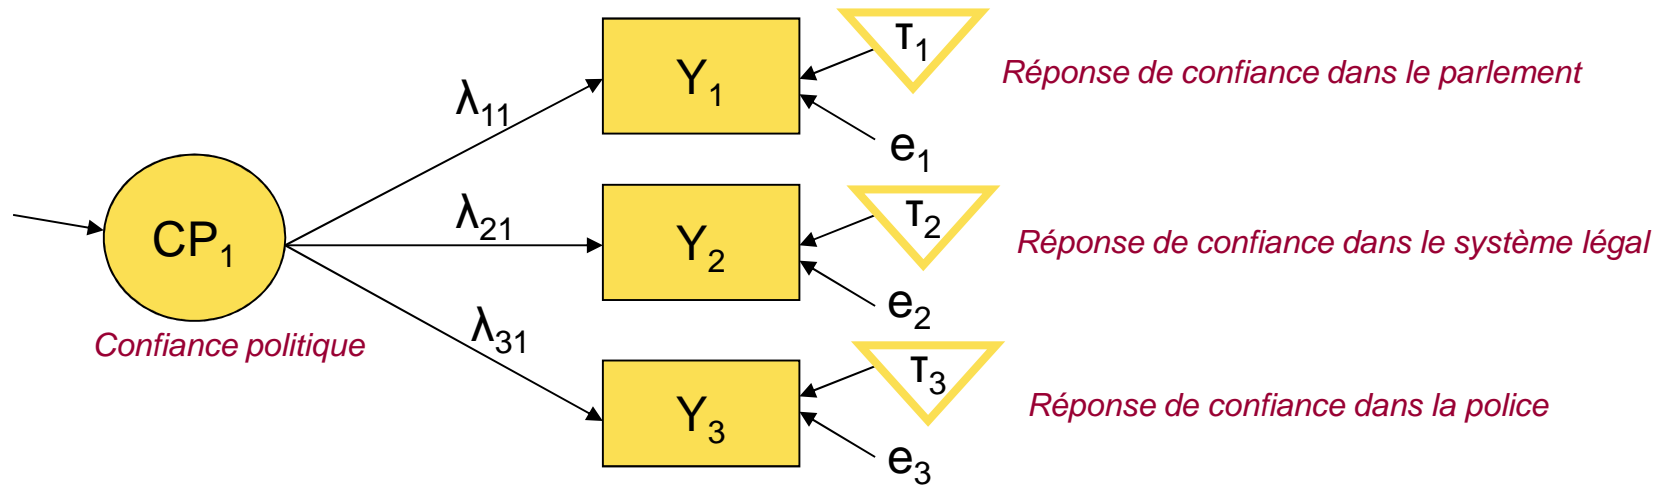 τ₁
Y₁
Réponse de confiance dans le parlement
λ₁₁
e₁
τ₂
λ₂₁
CP₁
Y₂
Réponse de confiance dans le système légal
e₂
λ₃₁
Confiance politique
τ₃
Y₃
Réponse de confiance dans la police
e₃